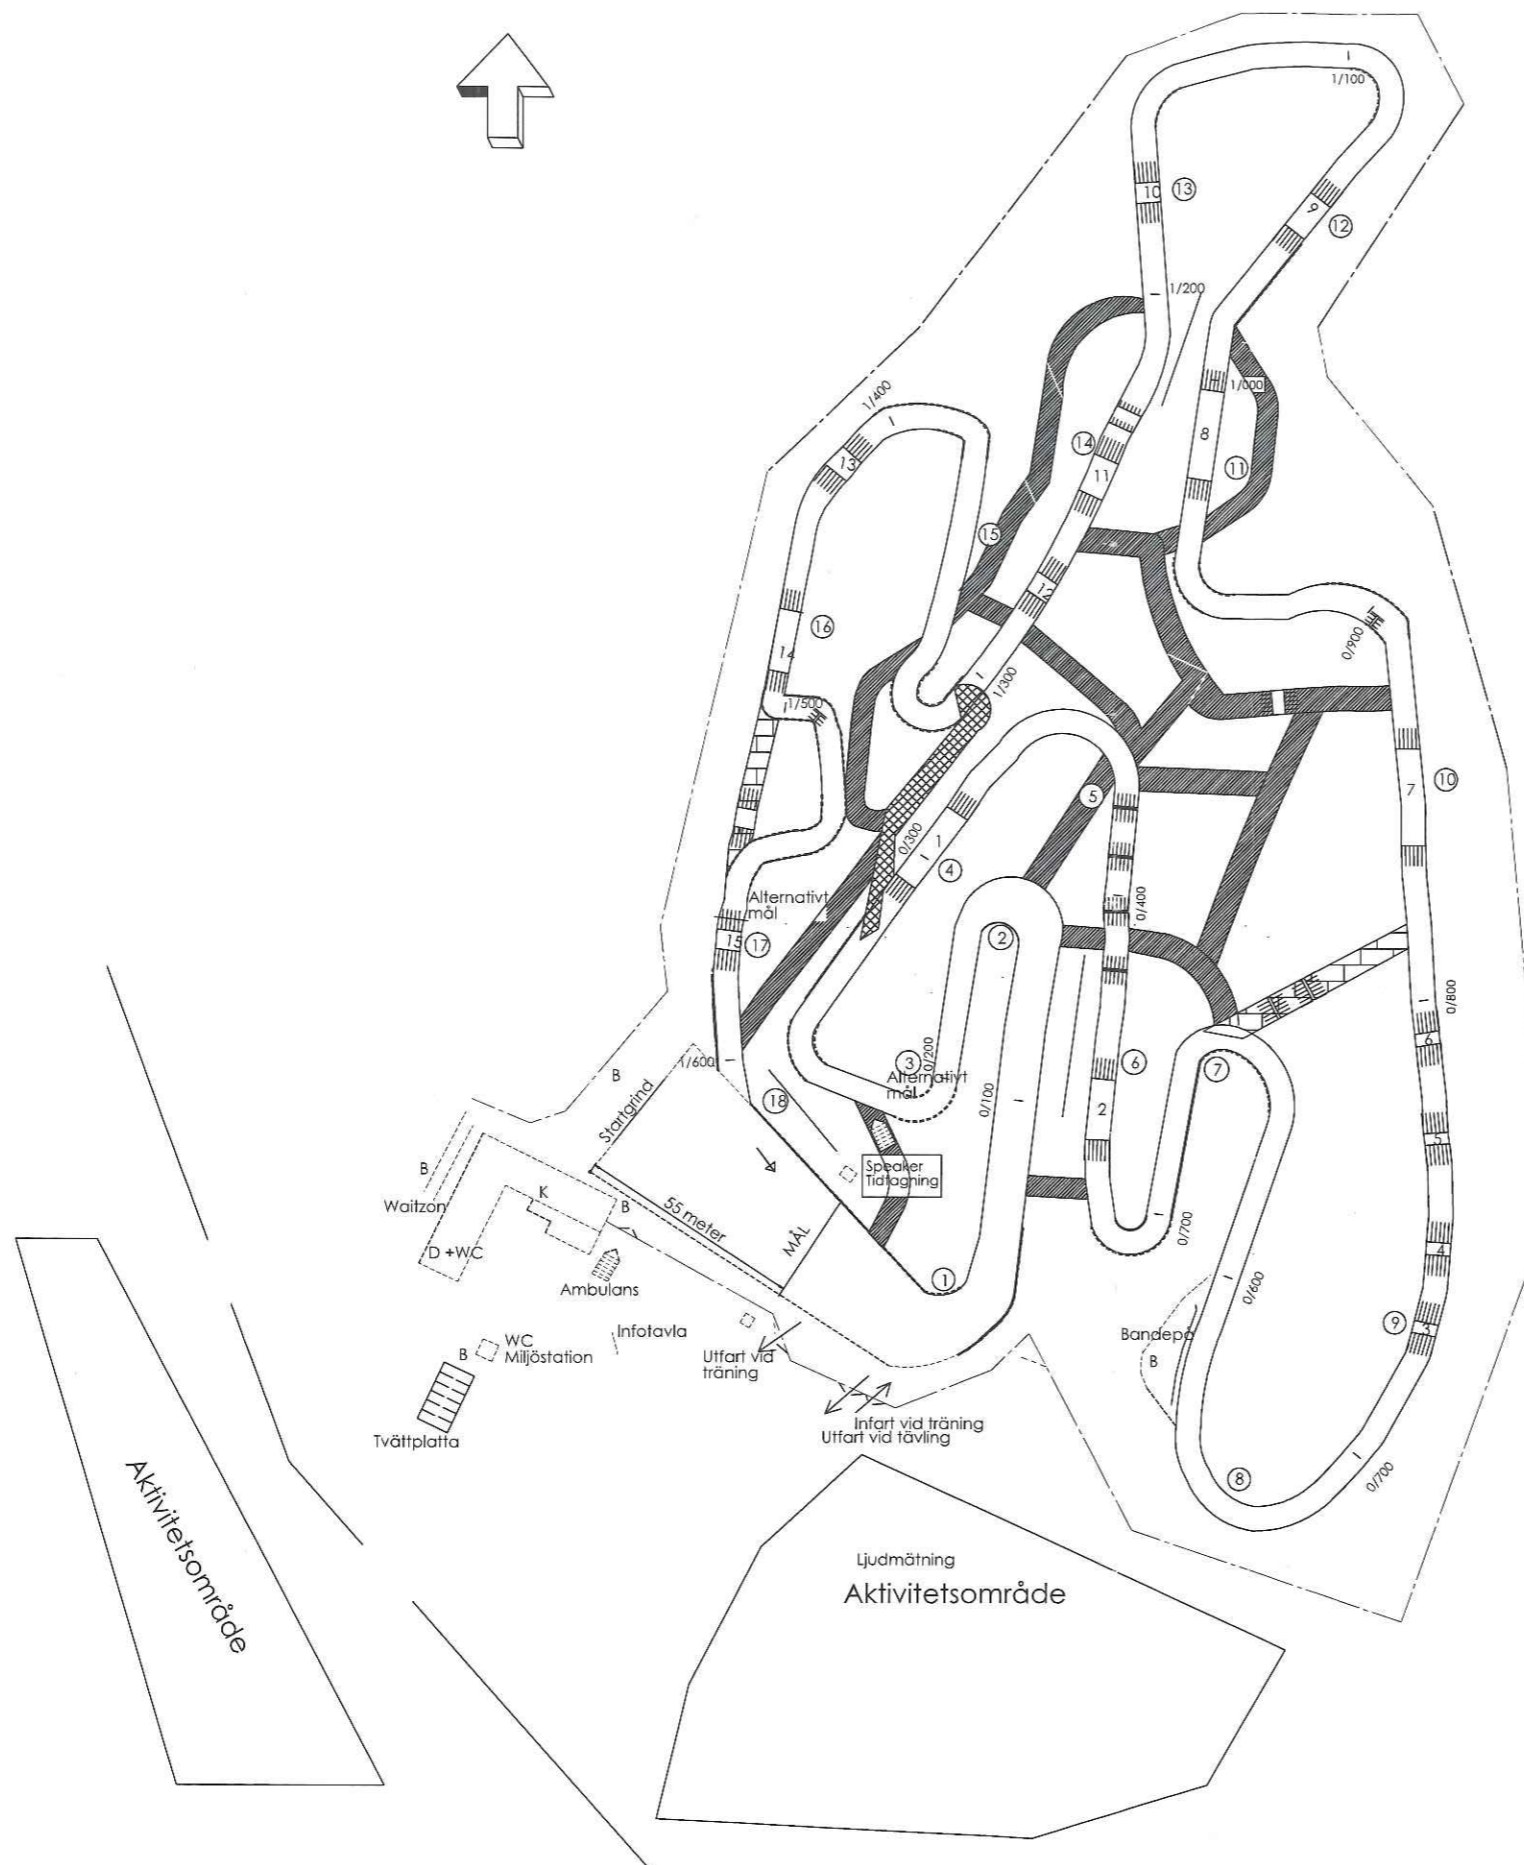 1/100
10
13
9
12
1/200
1/400
1/000
8
14
13
11
11
15
12
16
0/900
14
1/300
1/500
7
10
5
0/300
1
4
Alternativt
mål
0/400
15
17
2
0/800
6
1/600
3
0/200
6
7
B
Alternativt
mål
Startgrind
18
0/100
2
5
B
Speaker
Tidtagning
Waitzon
K
B
55 meter
0/700
MÅL
4
D +WC
1
Ambulans
0/600
9
3
Infotavla
Bandepå
WC
Miljöstation
B
Utfart vid
träning
B
Infart vid träning
Utfart vid tävling
Tvättplatta
8
0/700
Aktivitetsområde
Ljudmätning
Aktivitetsområde